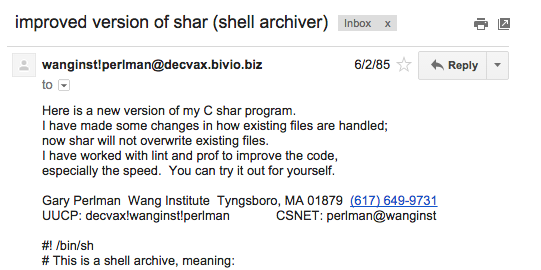 improved version of shar (shell archiver) Inbox x
wanginst!perlman@decvax.bivio.biz 6/2/85 Reply
to
Here is a new version of my C shar program.
I have made some changes in how existing files are handled;
now shar will not overwrite existing files.
I have worked with lint and prof to improve the code,
especially the speed. You can try it out for yourself.
Gary Perlman Wang Institute Tyngsboro, MA 01879 (617) 649-9731
UUCP: decvax!wanginst!perlman CSNET: perlman@wanginst
#! /bin/sh
# This is a shell archive, meaning: